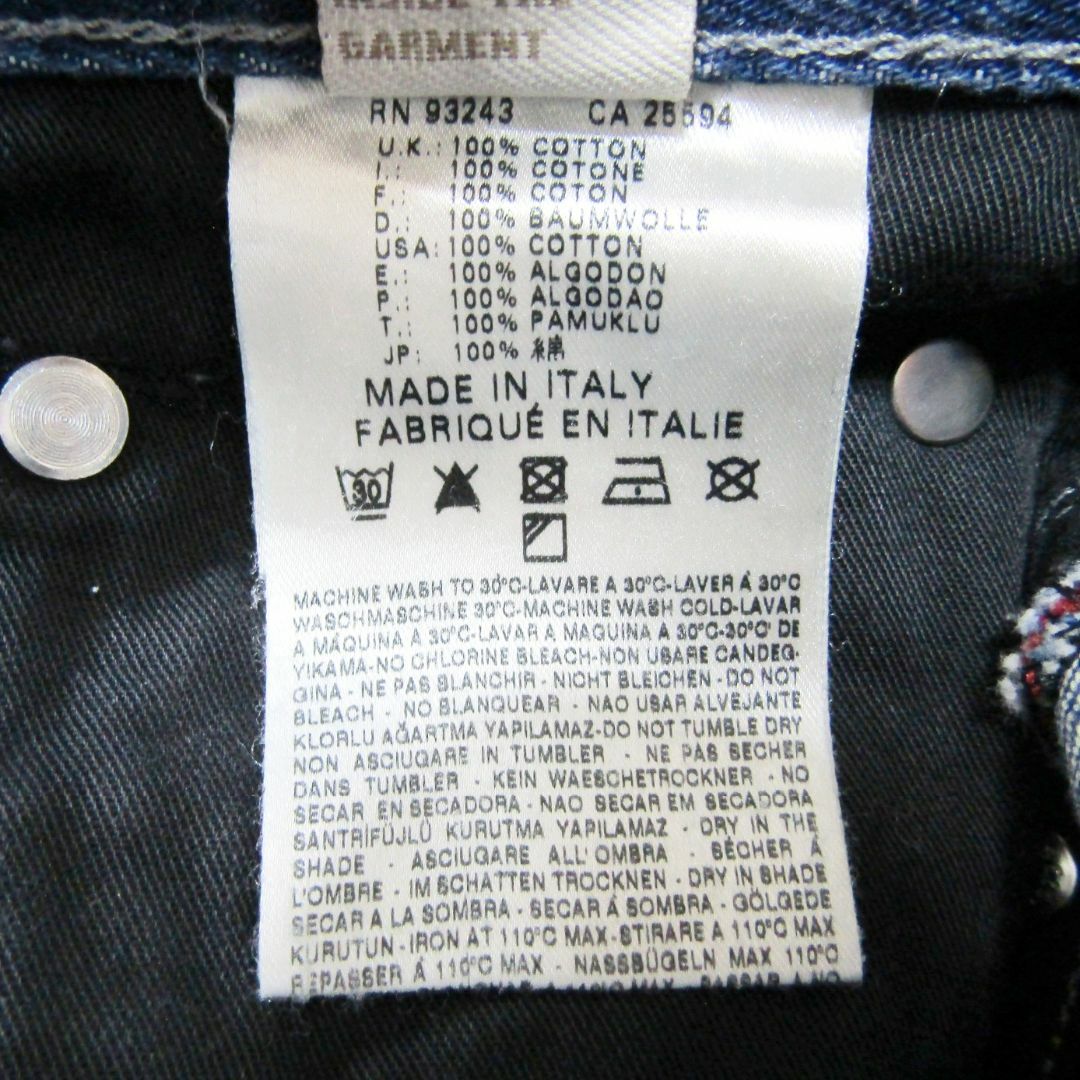 GARMENT
RN 93243 CA 25594
U.K.: 100% COTTON
I.: 100% COTONE
F.: 100% COTON
D.: 100% BAUMWOLLE
USA: 100% COTTON
E.: 100% ALGODON
P.: 100% ALGODAO
T.: 100% PAMUKLU
JP: 100% 綿
MADE IN ITALY
FABRIQUÉ EN ITALIE
30
MACHINE WASH TO 30°C-LAVARE A 30°C-LAVER Á 30°C
WASCHMASCHINE 30°C-MACHINE WASH COLD-LAVAR
A MÁQUINA A 30°C-LAVAR A MAQUINA Á 30°C-30°C' DE
YIKAMA-NO CHLORINE BLEACH-NON USARE CANDEG-
GINA - NE PAS BLANCHIR - NICHT BLEICHEN - DO NOT
BLEACH - NO BLANQUEAR - NAO USAR ALVEJANTE
KLORLU AĞARTMA YAPILAMAZ-DO NOT TUMBLE DRY
NON ASCIUGARE IN TUMBLER - NE PAS SECHER
DANS TUMBLER - KEIN WAESCHETROCKNER - NO
SECAR EN SECADORA - NAO SECAR EM SECADORA
SANTRİFÜJLÜ KURUTMA YAPILAMAZ - DRY IN THE
SHADE - ASCIUGARE ALL'OMBRA - SÉCHER Á
L'OMBRE - IM SCHATTEN TROCKNEN - DRY IN SHADE
SECAR A LA SOMBRA - SECAR Á SOMBRA - GÖLGEDE
KURUTUN - IRON AT 110°C MAX-STIRARE A 110°C MAX
REPASSER Á 110°C MAX - NASSBÜGELN MAX 110°C